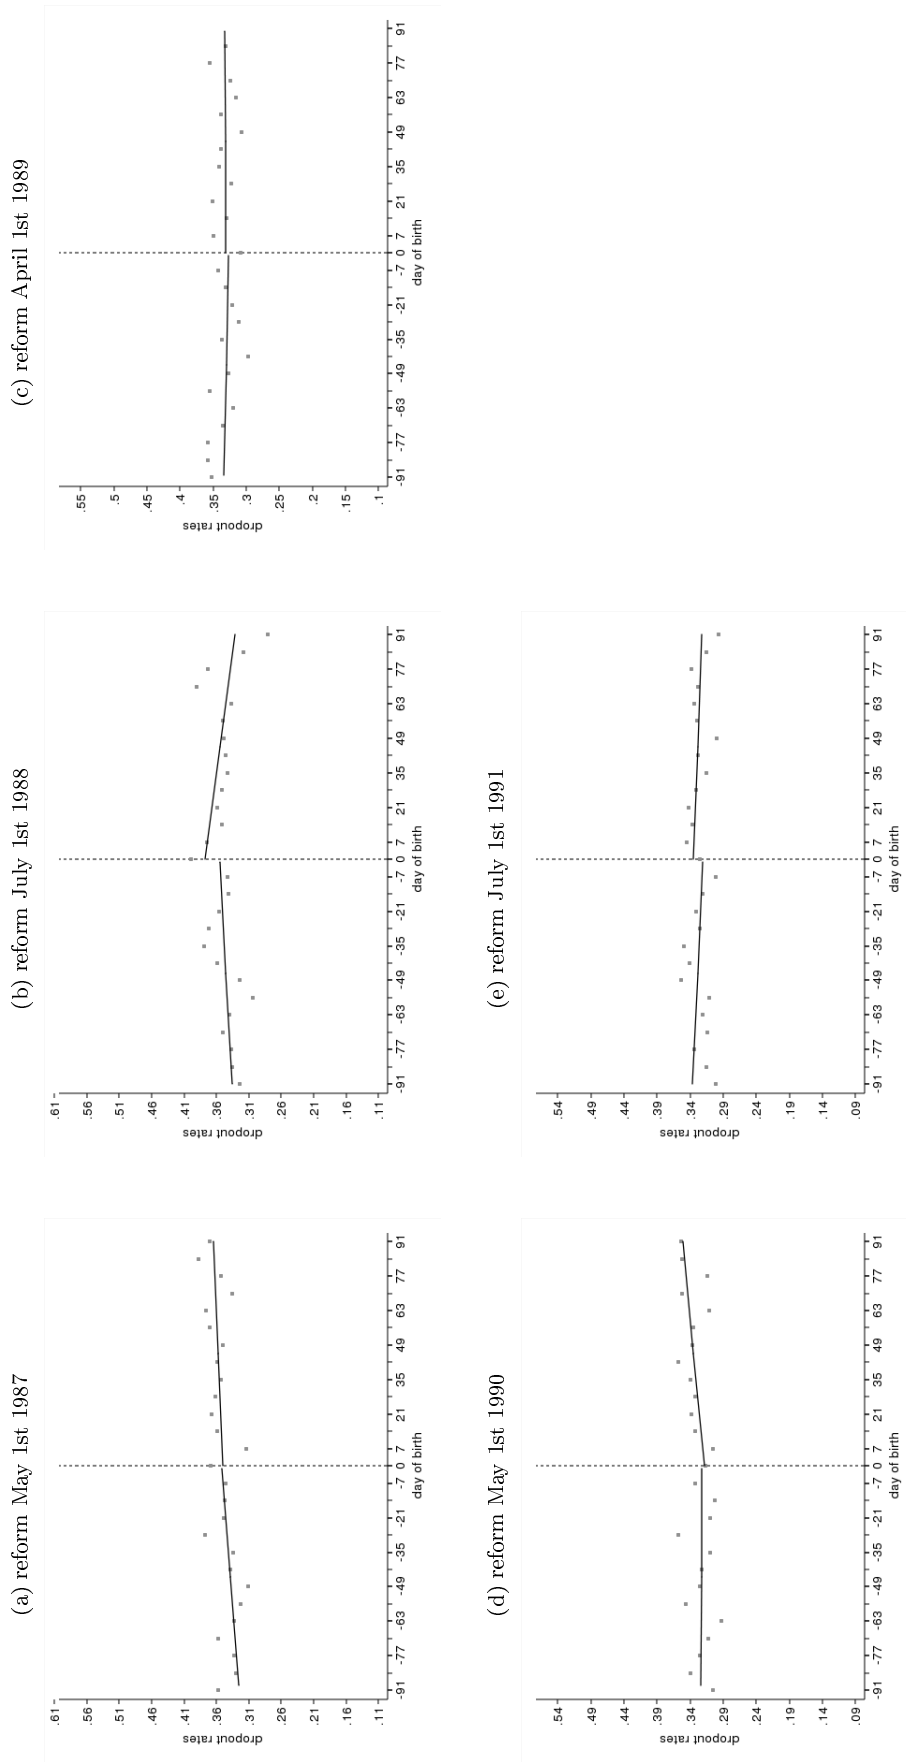 (a) reform May 1st 1987
dropout rates
.61
.56
.51
.46
.41
.36
.31
.26
.21
.16
.11
-91 -77 -63 -49 -35 -21 -7 0 7 21 35 49 63 77 91
day of birth
(b) reform July 1st 1988
dropout rates
.61
.56
.51
.46
.41
.36
.31
.26
.21
.16
.11
-91 -77 -63 -49 -35 -21 -7 0 7 21 35 49 63 77 91
day of birth
(c) reform April 1st 1989
dropout rates
.55
.5
.45
.4
.35
.3
.25
.2
.15
.1
-91 -77 -63 -49 -35 -21 -7 0 7 21 35 49 63 77 91
day of birth
(d) reform May 1st 1990
dropout rates
.54
.49
.44
.39
.34
.29
.24
.19
.14
.09
-91 -77 -63 -49 -35 -21 -7 0 7 21 35 49 63 77 91
day of birth
(e) reform July 1st 1991
dropout rates
.54
.49
.44
.39
.34
.29
.24
.19
.14
.09
-91 -77 -63 -49 -35 -21 -7 0 7 21 35 49 63 77 91
day of birth